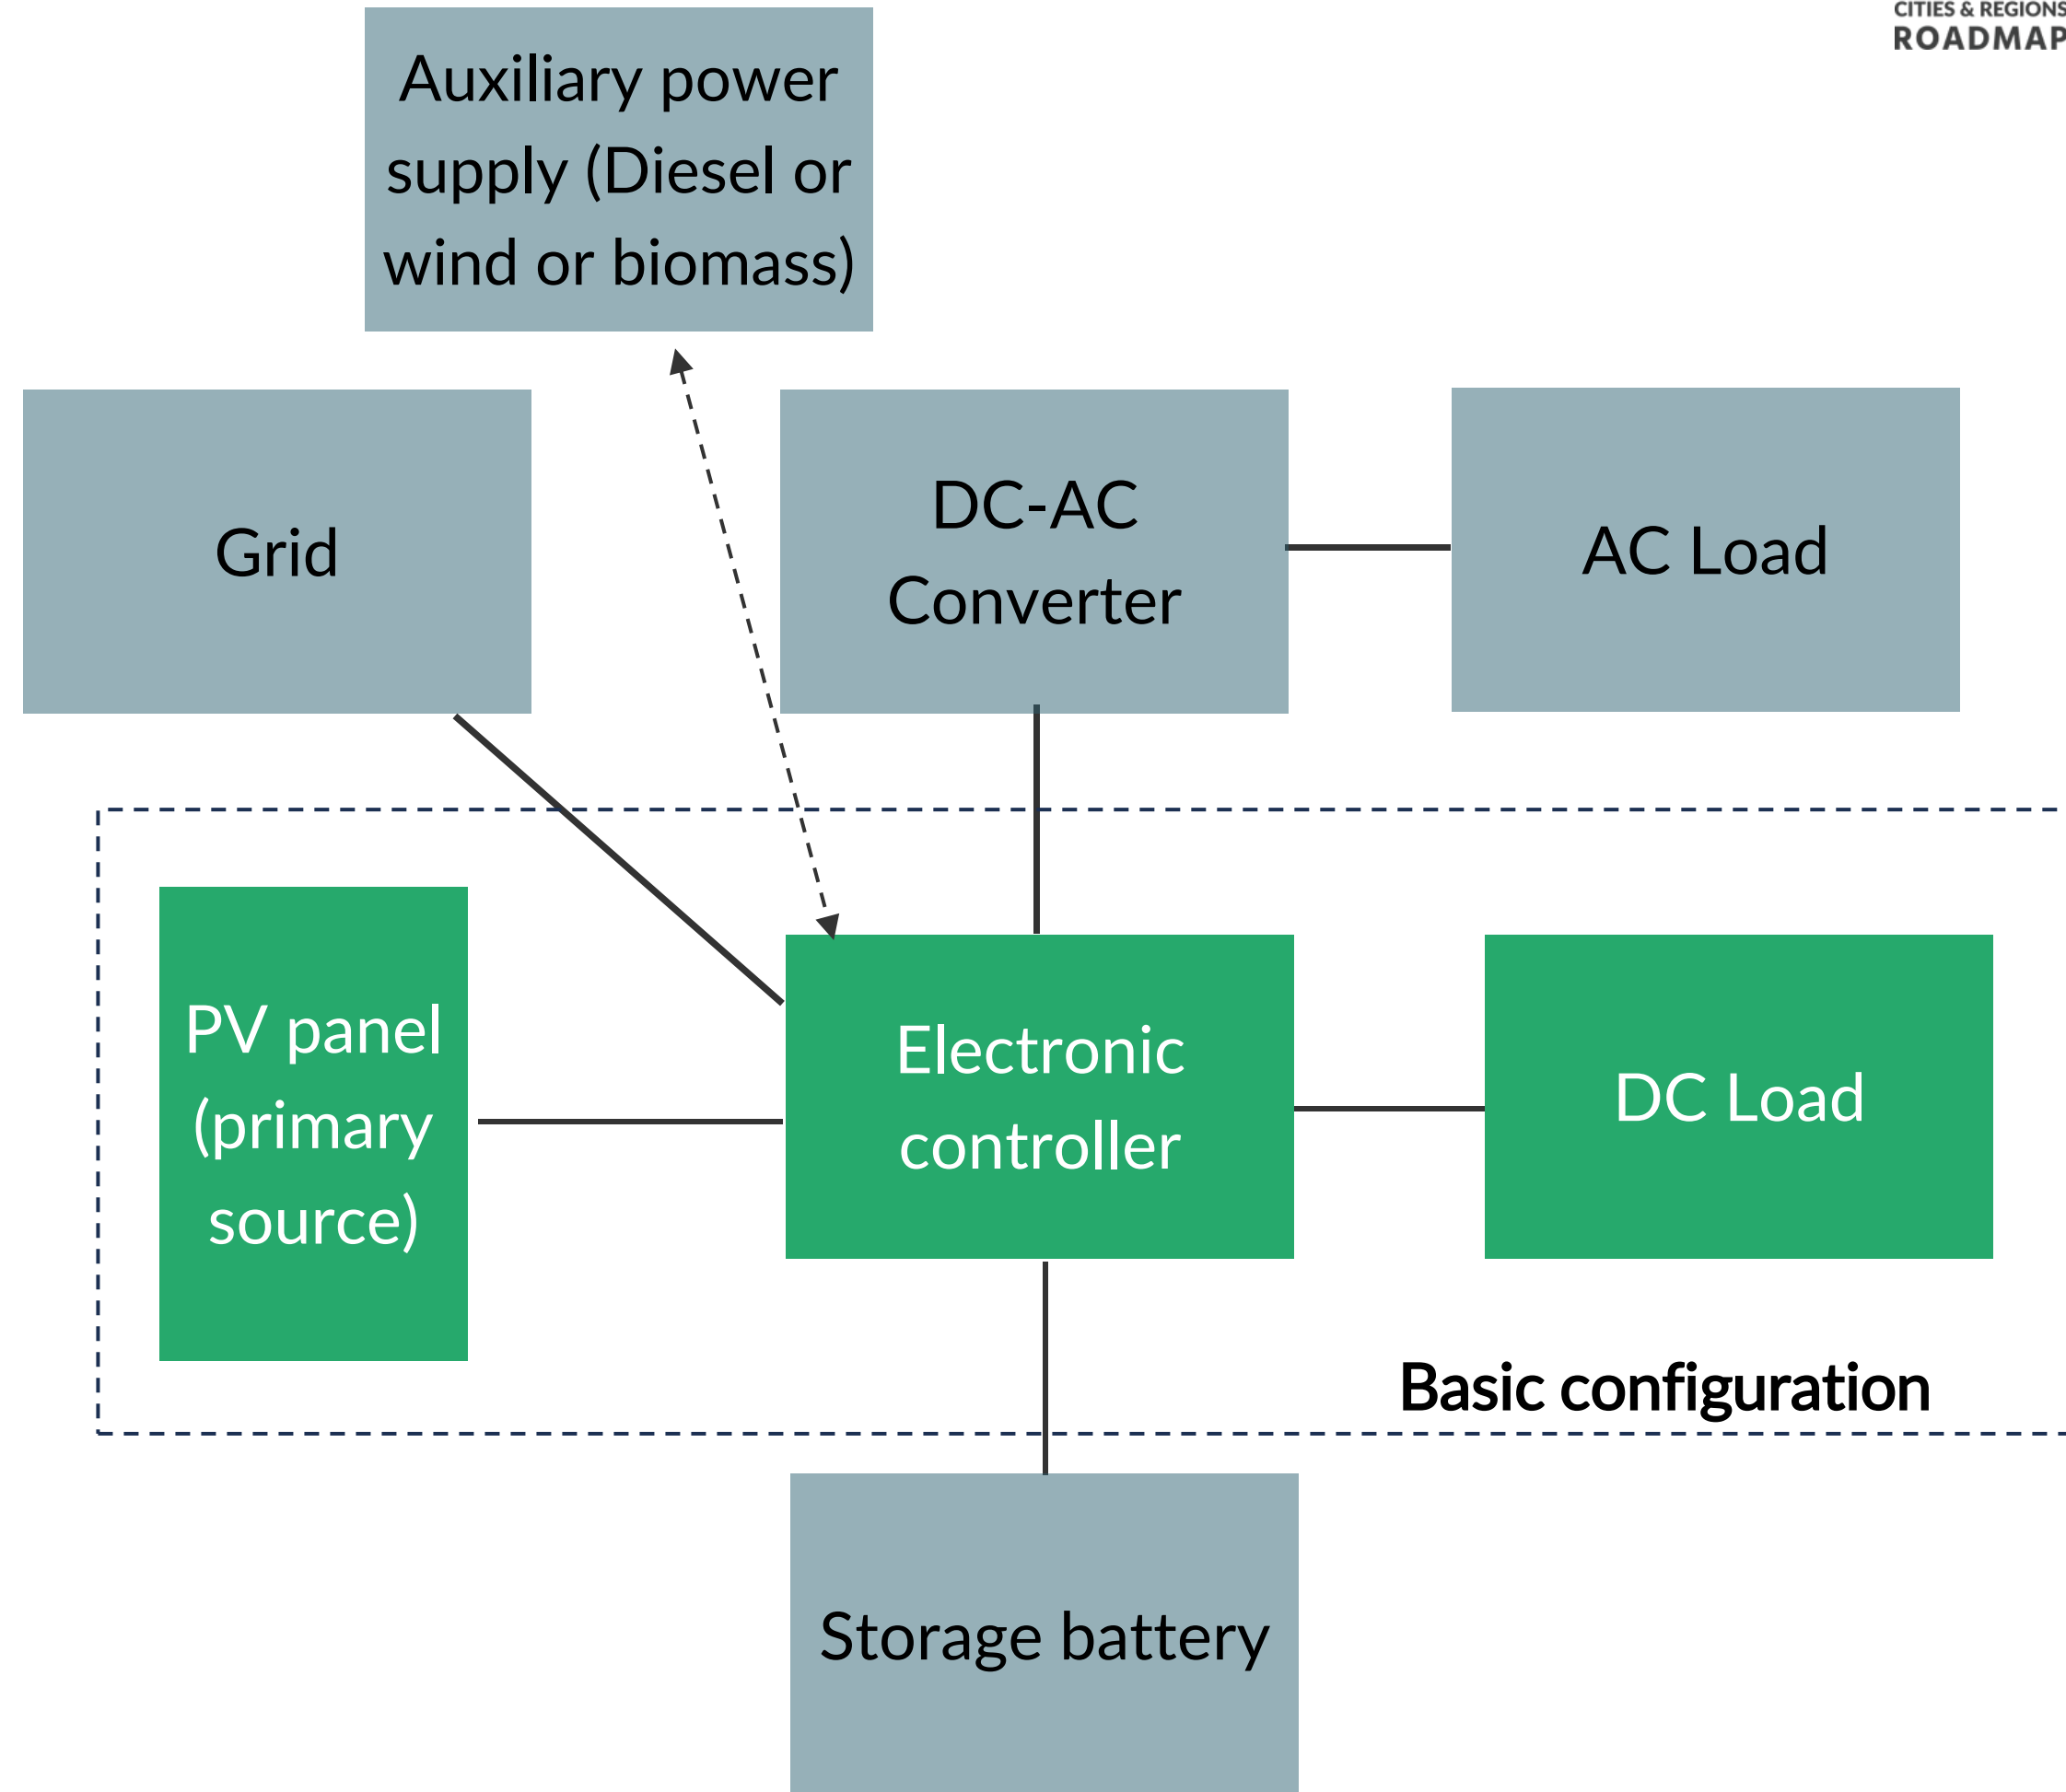 CITIES & REGIONS
ROADMAP
Auxiliary power
supply (Diesel or
wind or biomass)
Grid
DC-AC
Converter
AC Load
PV panel
(primary
source)
Electronic
controller
DC Load
Basic configuration
Storage battery